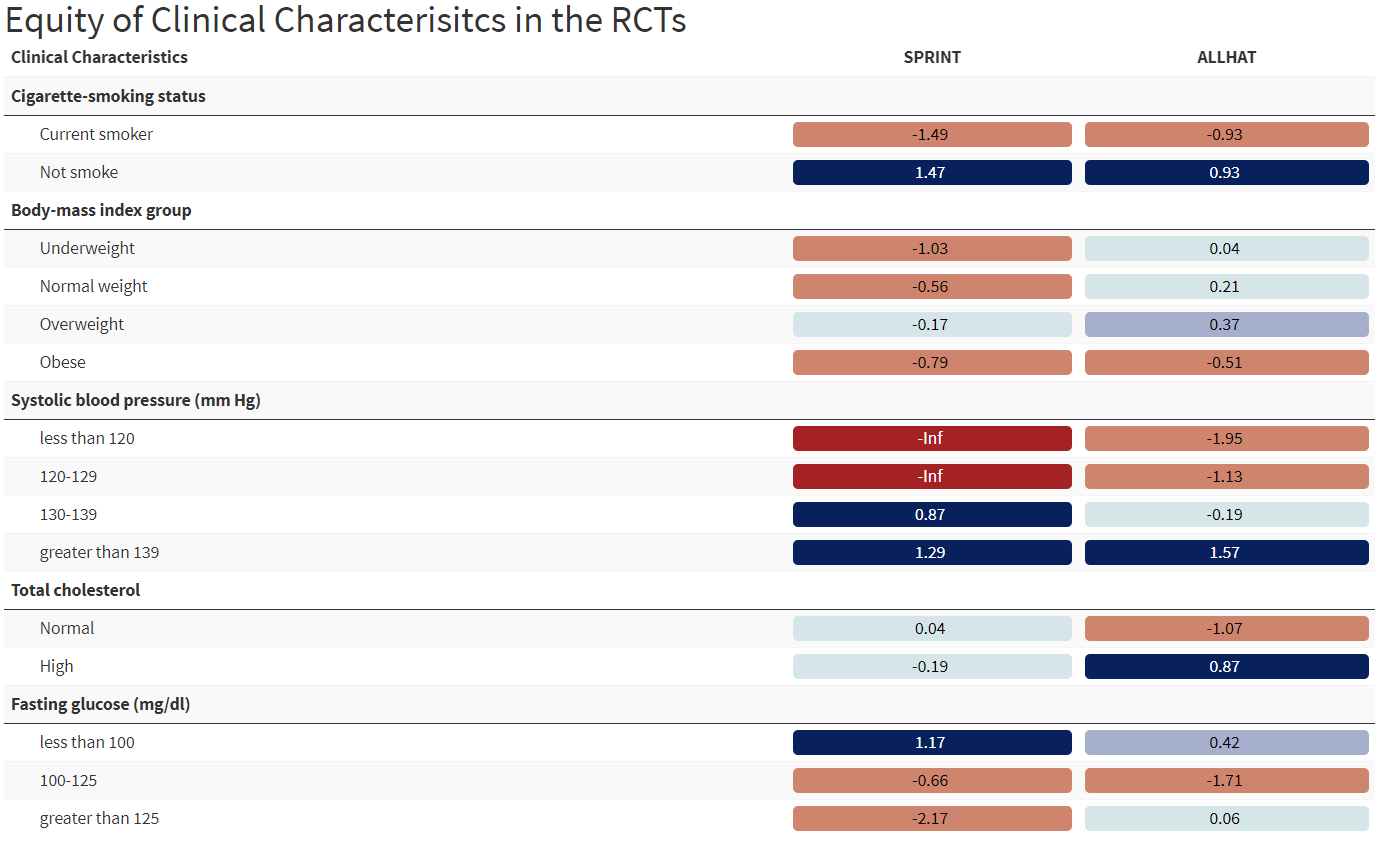 Equity of Clinical Characterisitcs in the RCTs
Clinical Characteristics SPRINT ALLHAT
Cigarette-smoking status
Current smoker -1.49 -0.93
Not smoke 1.47 0.93
Body-mass index group
Underweight -1.03 0.04
Normal weight -0.56 0.21
Overweight -0.17 0.37
Obese -0.79 -0.51
Systolic blood pressure (mm Hg)
less than 120 -Inf -1.95
120-129 -Inf -1.13
130-139 0.87 -0.19
greater than 139 1.29 1.57
Total cholesterol
Normal 0.04 -1.07
High -0.19 0.87
Fasting glucose (mg/dl)
less than 100 1.17 0.42
100-125 -0.66 -1.71
greater than 125 -2.17 0.06